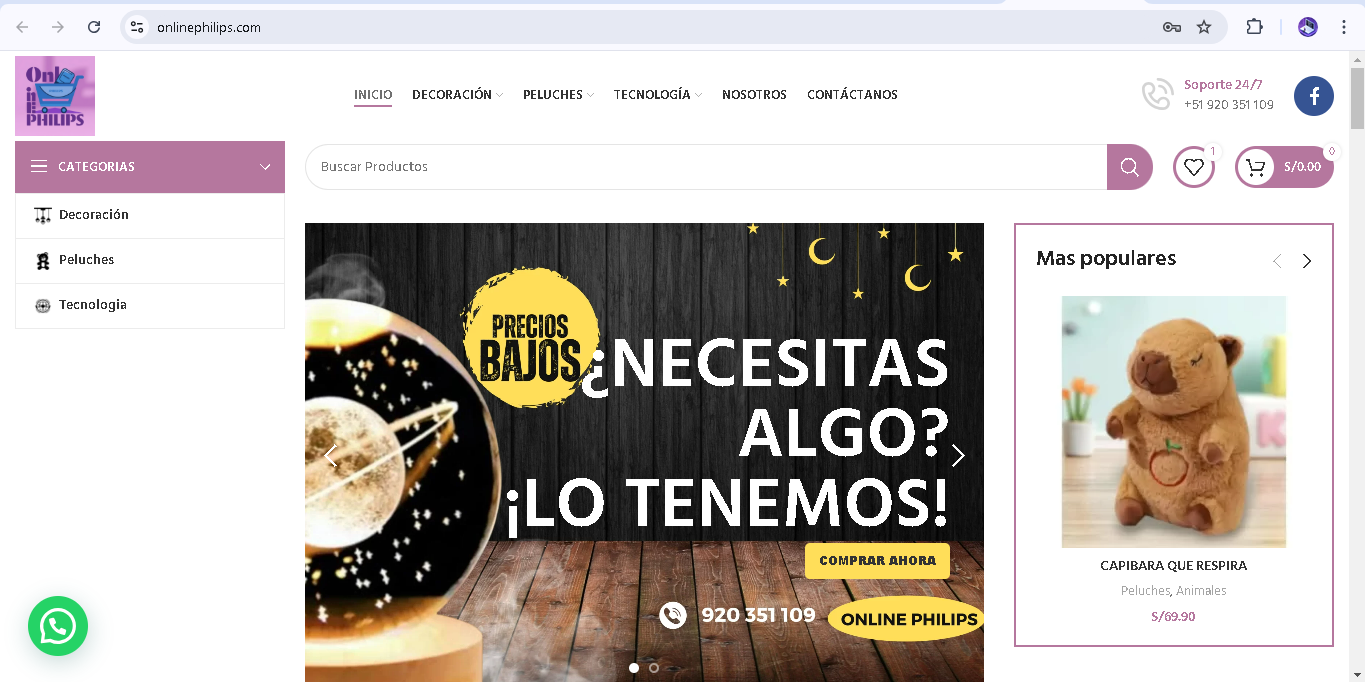 onlinephilips.com
Onl
in
E
PHILIPS
INICIO
DECORACIÓN
PELUCHES
TECNOLOGÍA
NOSOTROS
CONTÁCTANOS
Soporte 24/7
+51 920 351 109
CATEGORIAS
Buscar Productos
1
0
S/0.00
Decoración
Peluches
Tecnologia
PRECIOS
BAJOS
¿NECESITAS
ALGO?
¡LO TENEMOS!
COMPRAR AHORA
920 351 109
ONLINE PHILIPS
Mas populares
CAPIBARA QUE RESPIRA
Peluches, Animales
S/69.90